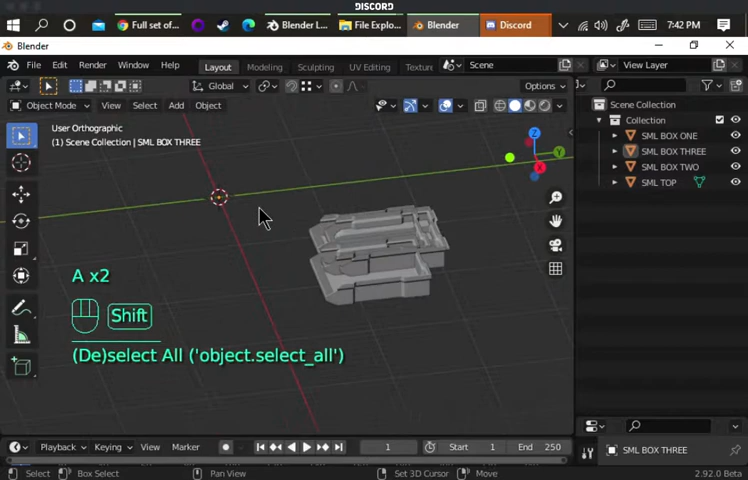 DISCORD
Full set of
Blender L
File Explo
Blender
Discord
7:42 PM
Blender
File Edit Render Window Help Layout Modeling Sculpting UV Editing Textur Scene View Layer
Global Options
Object Mode View Select Add Object
Scene Collection
Collection
SML BOX ONE
SML BOX THREE
SML BOX TWO
SML TOP
User Orthographic
(1) Scene Collection | SML BOX THREE
Z
Y
X
A x2
Shift
(De)select All ('object.select_all')
Playback Keying View Marker 1 Start 1 End 250
SML BOX THREE
Select Box Select Pan View Set 3D Cursor Move 2.92.0 Beta